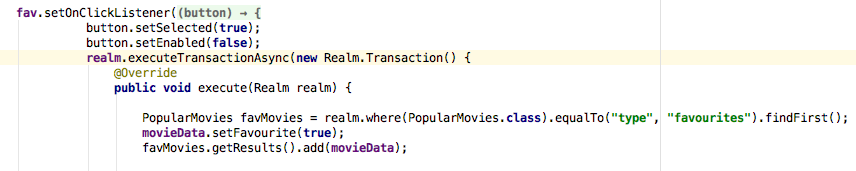 fav.setOnClickListener((button) → {
button.setSelected(true);
button.setEnabled(false);
realm.executeTransactionAsync(new Realm.Transaction() {
@Override
public void execute(Realm realm) {
PopularMovies favMovies = realm.where(PopularMovies.class).equalTo("type", "favourites").findFirst();
movieData.setFavourite(true);
favMovies.getResults().add(movieData);